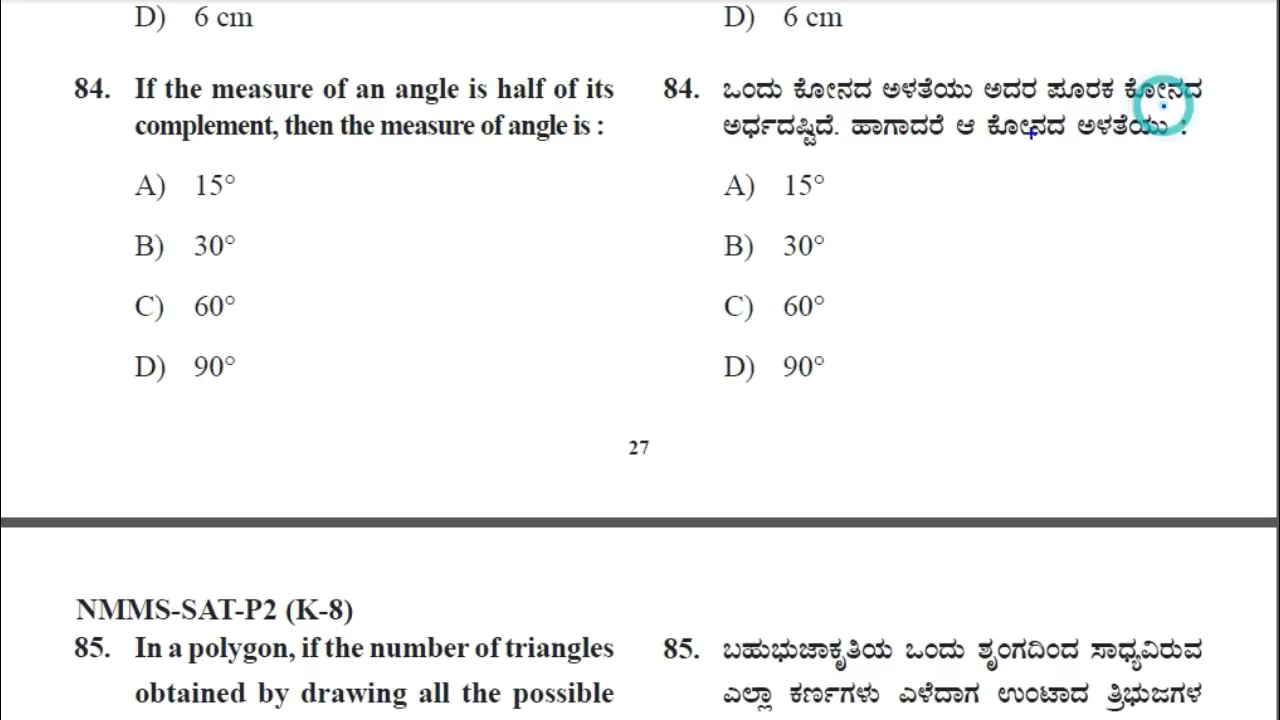 D) 6 cm
84. If the measure of an angle is half of its
complement, then the measure of angle is :
A) 15°
B) 30°
C) 60°
D) 90°
D) 6 cm
84. ಒಂದು ಕೋನದ ಅಳತೆಯು ಅದರ ಪೂರಕ ಕೋನದ
ಅರ್ಧದಷ್ಟಿದೆ. ಹಾಗಾದರೆ ಆ ಕೋನದ ಅಳತೆಯು :
A) 15°
B) 30°
C) 60°
D) 90°
27
NMMS-SAT-P2 (K-8)
85. In a polygon, if the number of triangles
obtained by drawing all the possible
85. ಬಹುಭುಜಾಕೃತಿಯ ಒಂದು ಶೃಂಗದಿಂದ ಸಾಧ್ಯವಿರುವ
ಎಲ್ಲಾ ಕರ್ಣಗಳು ಎಳೆದಾಗ ಉಂಟಾದ ತ್ರಿಭುಜಗಳ